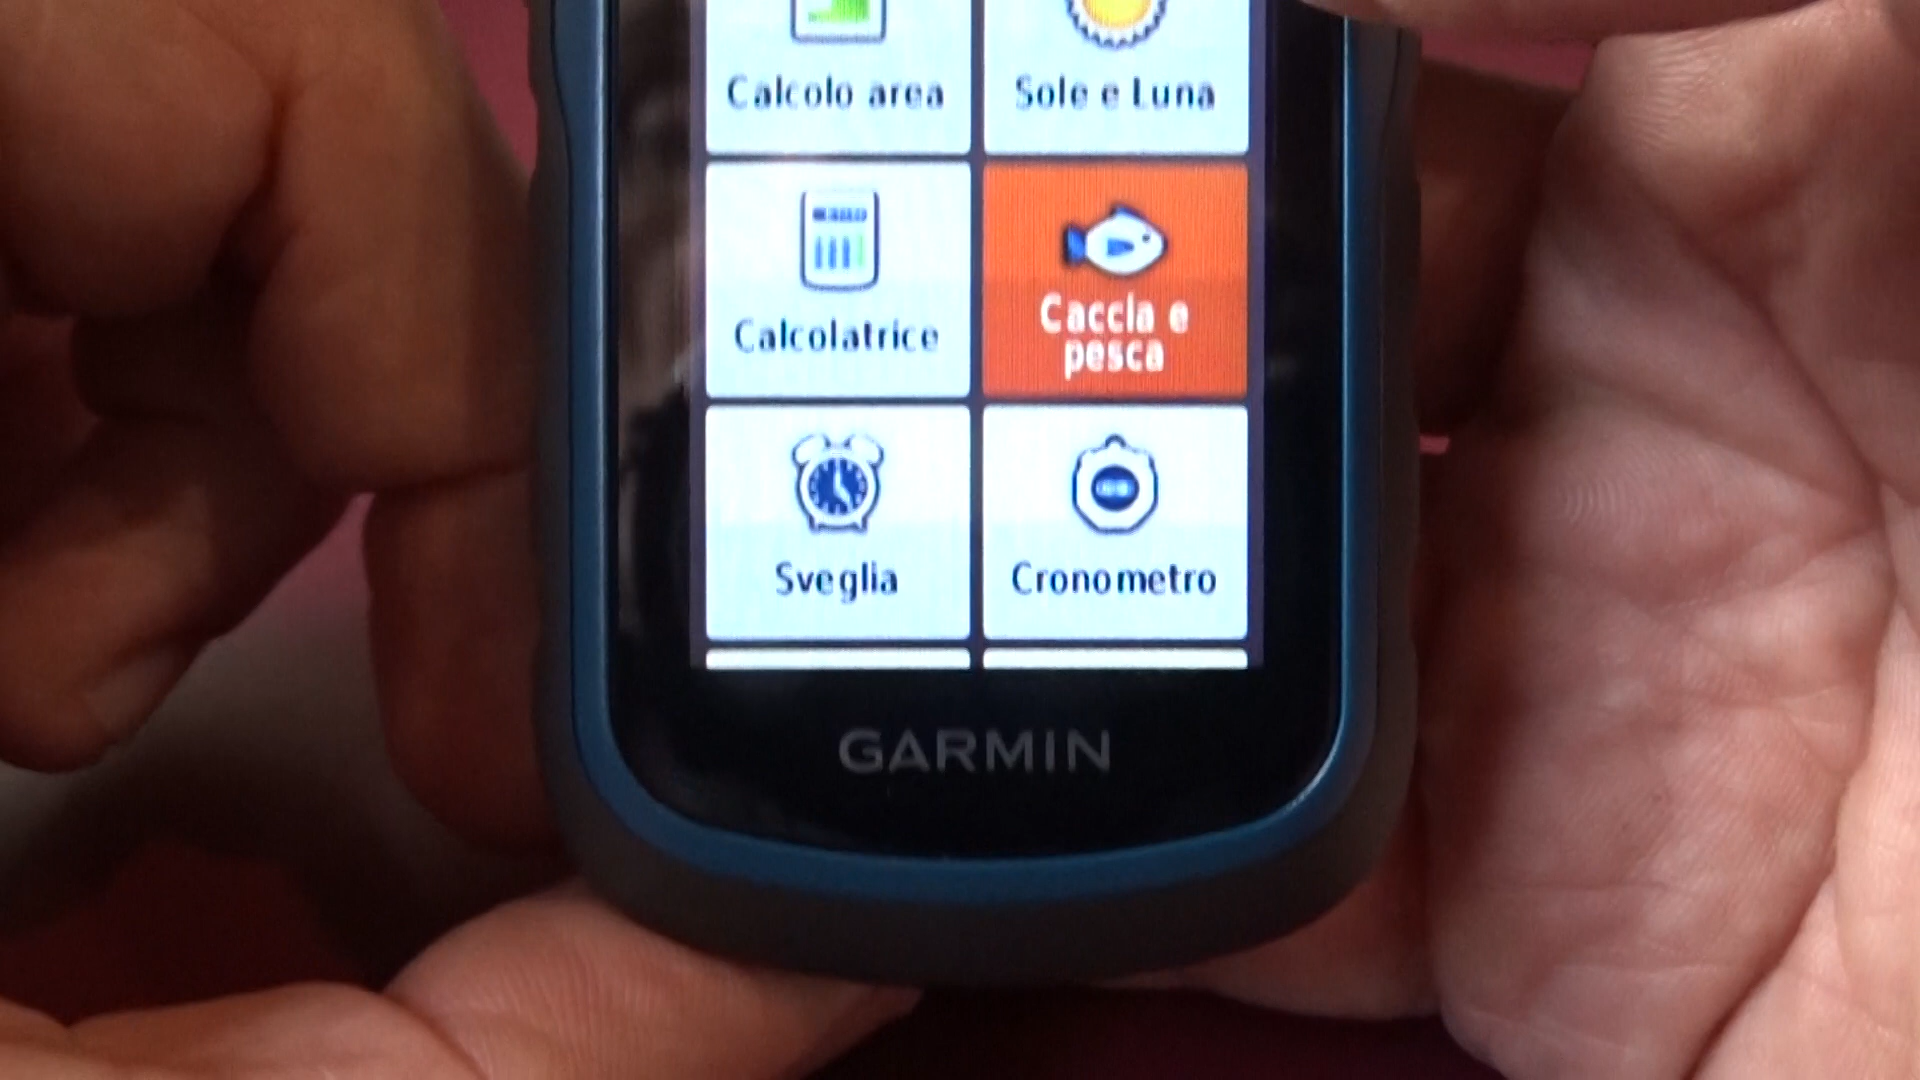 Calcolo area
Sole e Luna
Calcolatrice
Caccia e
pesca
Sveglia
Cronometro
GARMIN